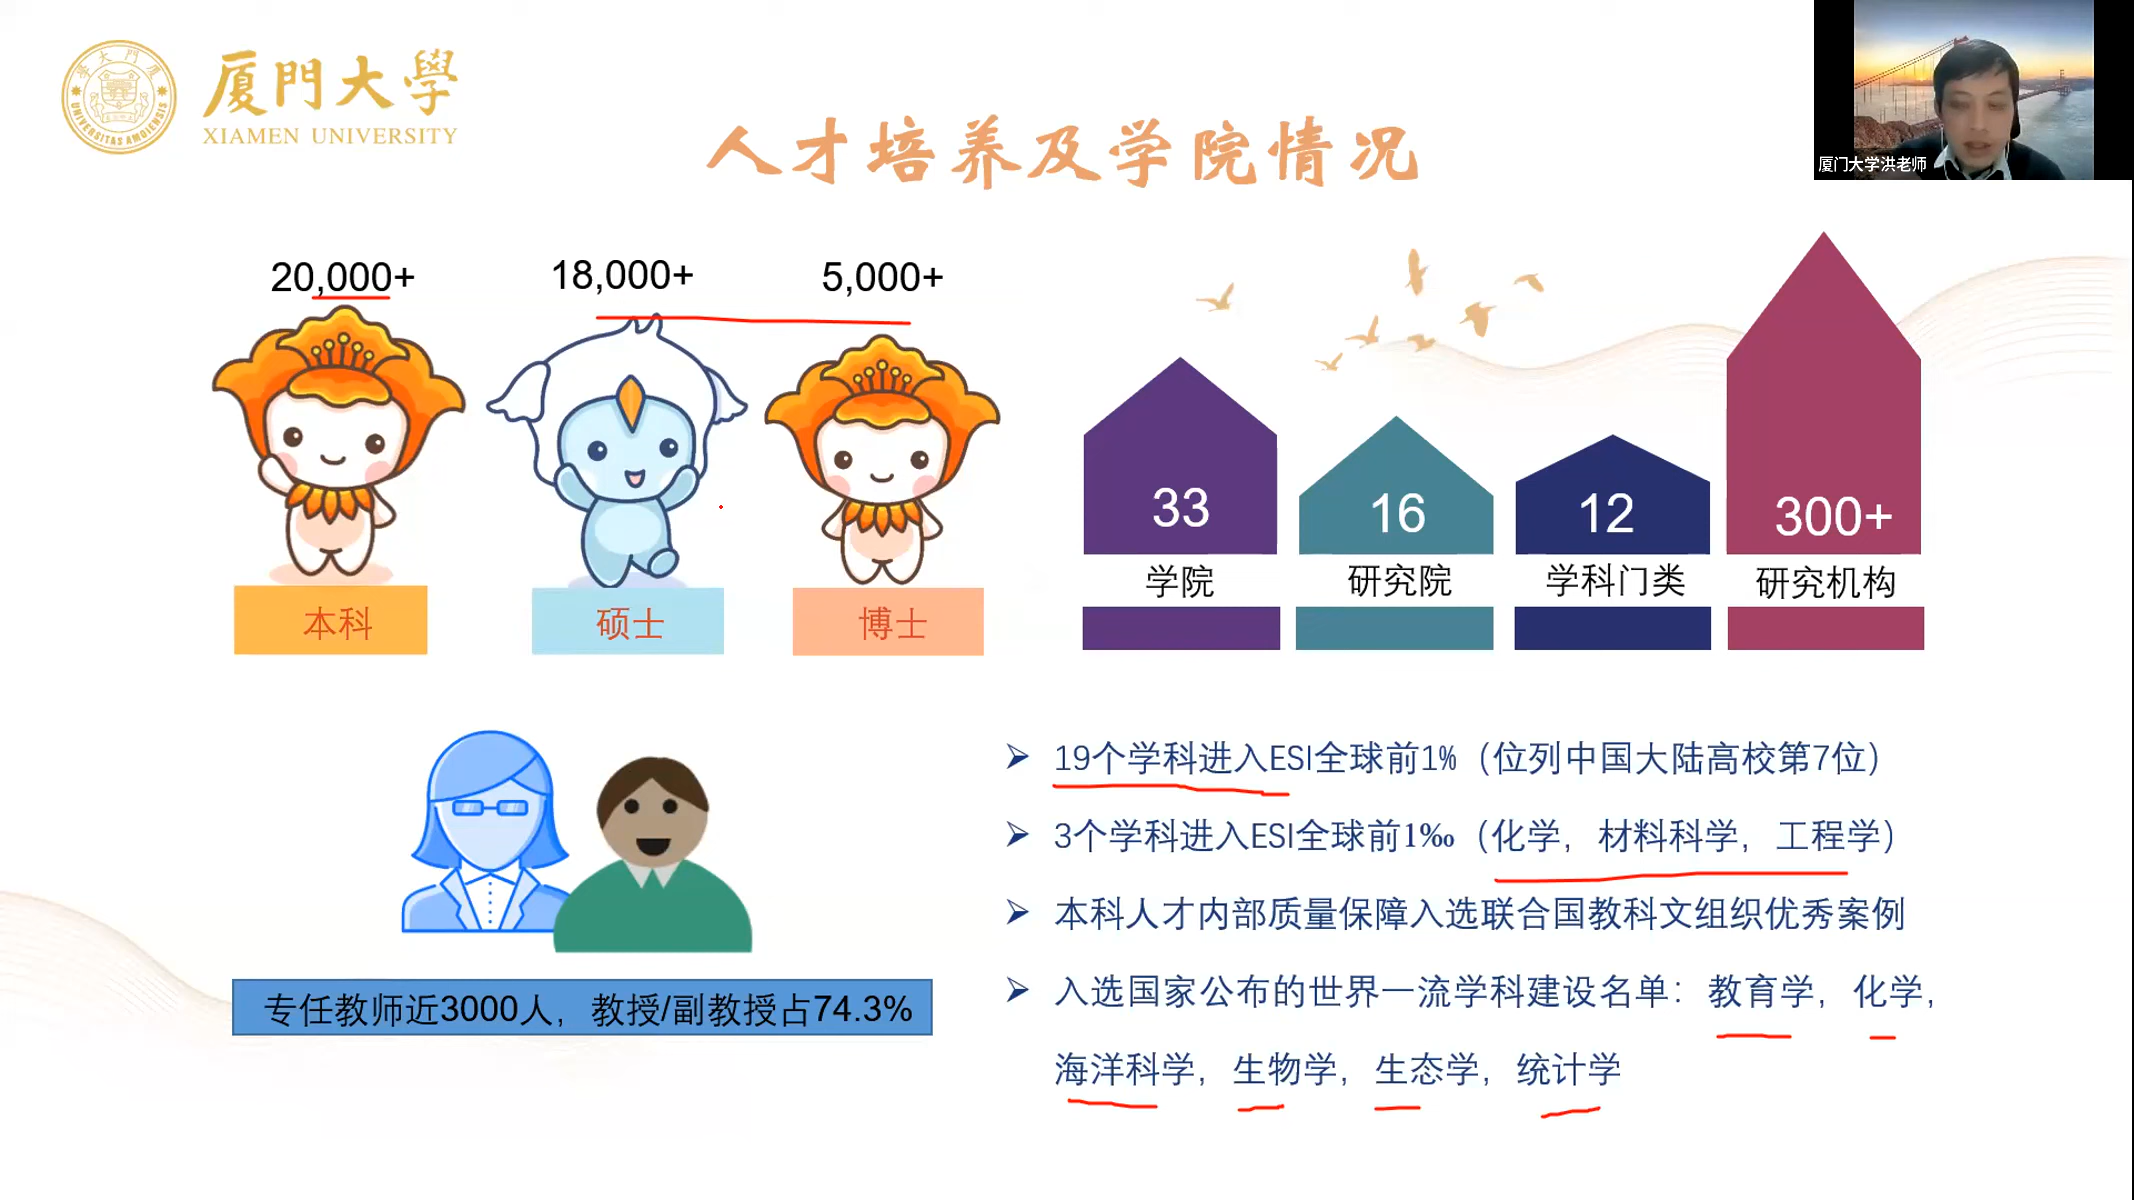 廈門大學
XIAMEN UNIVERSITY
UNIVERSITAS AMOIENSIS
人才培养及学院情况
厦门大学洪老师
20,000+
18,000+
5,000+
本科
硕士
博士
33
16
12
300+
学院
研究院
学科门类
研究机构
专任教师近3000人，教授/副教授占74.3%
➢ 19个学科进入ESI全球前1%（位列中国大陆高校第7位）
➢ 3个学科进入ESI全球前1‰（化学，材料科学，工程学）
➢ 本科人才内部质量保障入选联合国教科文组织优秀案例
➢ 入选国家公布的世界一流学科建设名单：教育学，化学，
海洋科学，生物学，生态学，统计学